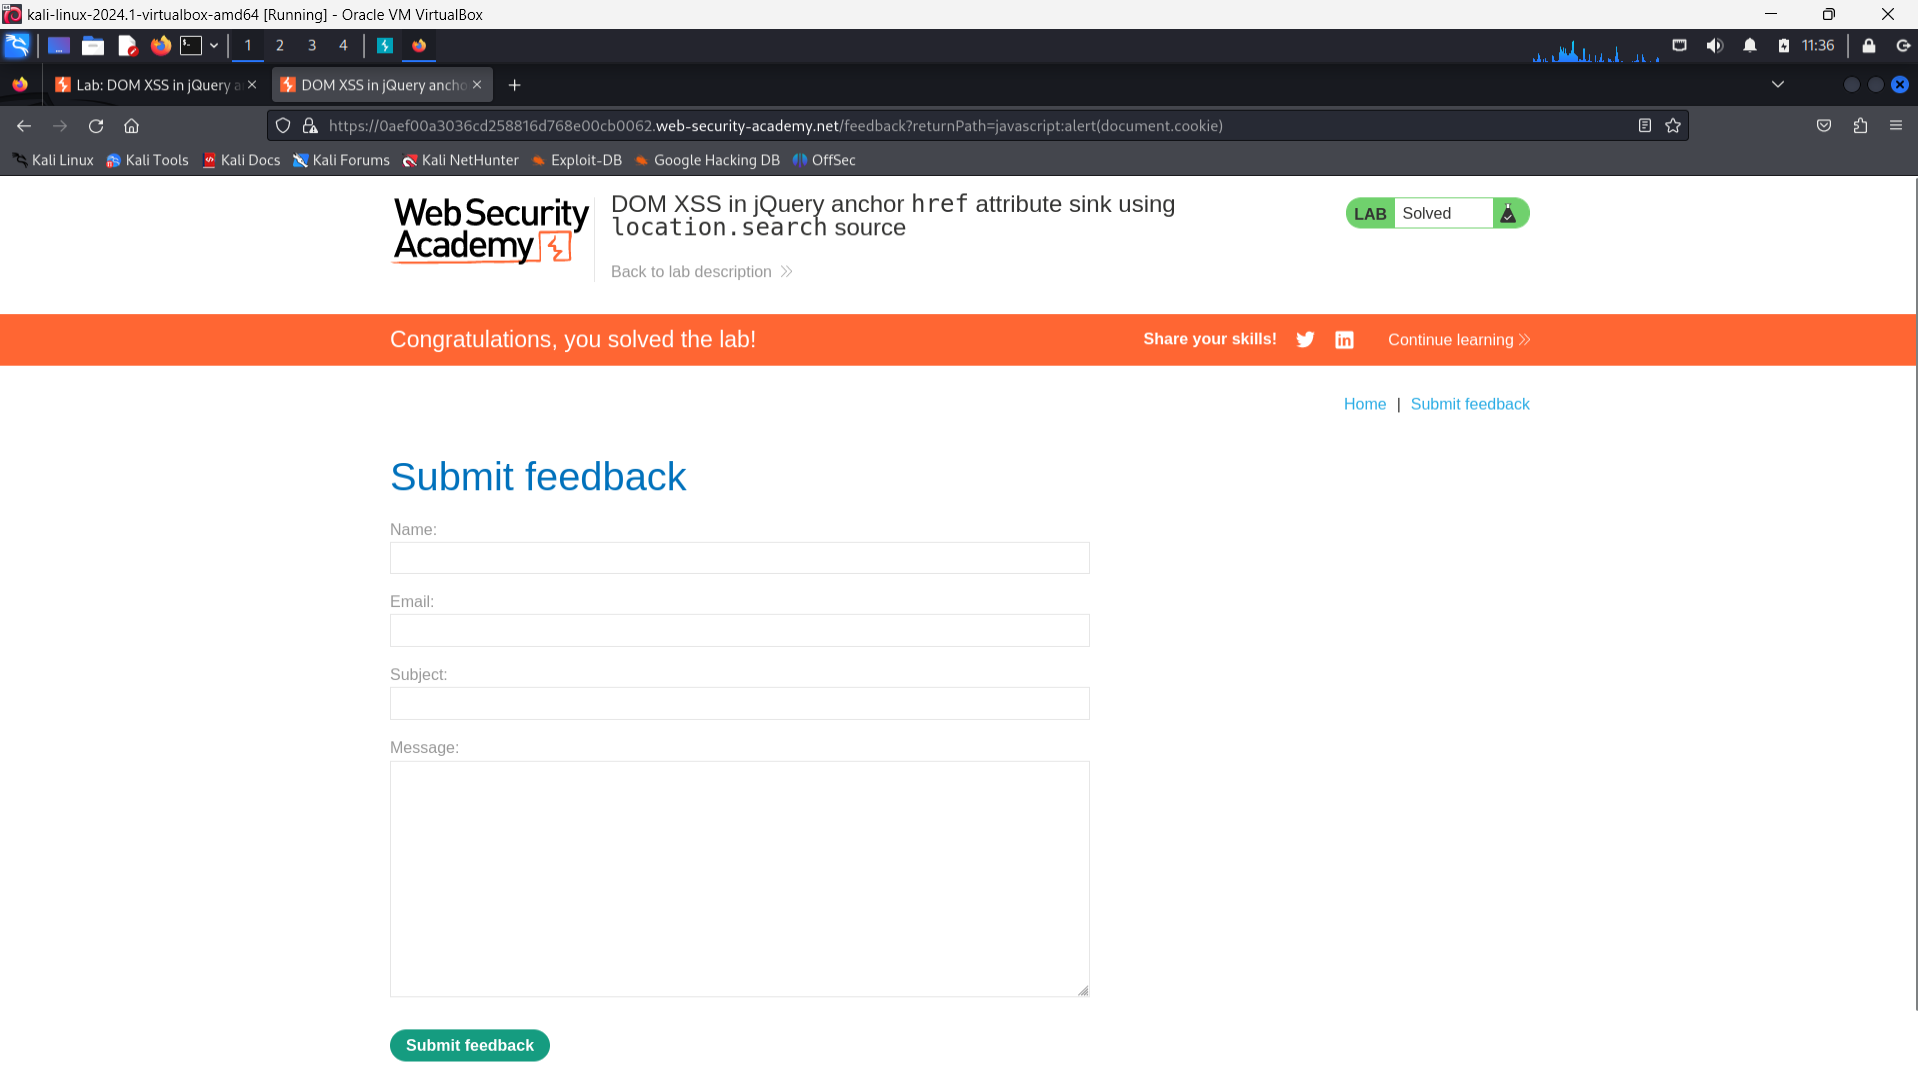 kali-linux-2024.1-virtualbox-amd64 [Running] - Oracle VM VirtualBox
1 2 3 4 11:36
Lab: DOM XSS in jQuery a DOM XSS in jQuery ancho
https://0aef00a3036cd258816d768e00cb0062.web-security-academy.net/feedback?returnPath=javascript:alert(document.cookie)
Kali Linux Kali Tools Kali Docs Kali Forums Kali NetHunter Exploit-DB Google Hacking DB OffSec
Web Security
Academy
DOM XSS in jQuery anchor href attribute sink using
location.search source
LAB Solved
Back to lab description
Congratulations, you solved the lab! Share your skills! Continue learning
Home | Submit feedback
Submit feedback
Name:
Email:
Subject:
Message:
Submit feedback